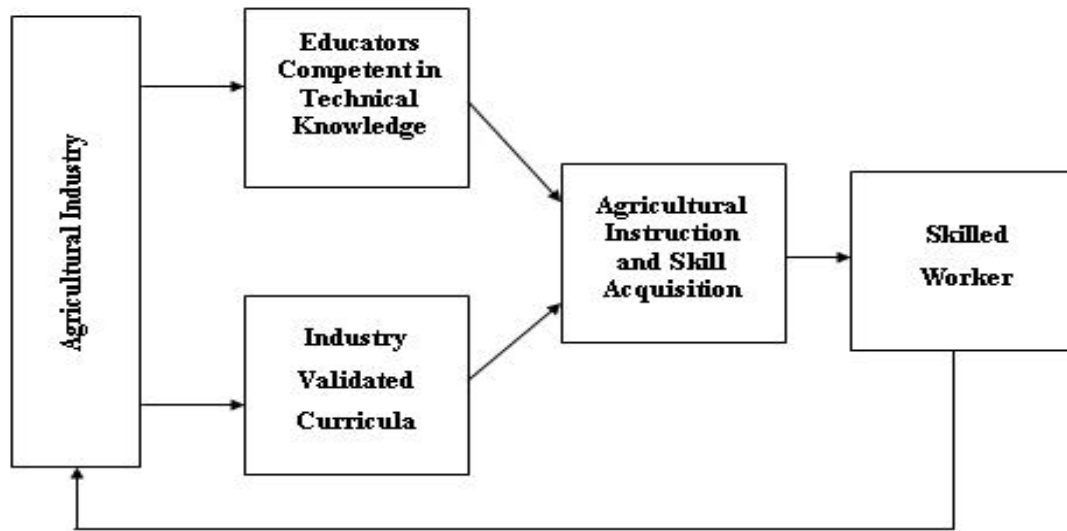 Agricultural Industry
Educators
Competent in
Technical
Knowledge
Industry
Validated
Curricula
Agricultural
Instruction
and Skill
Acquisition
Skilled
Worker